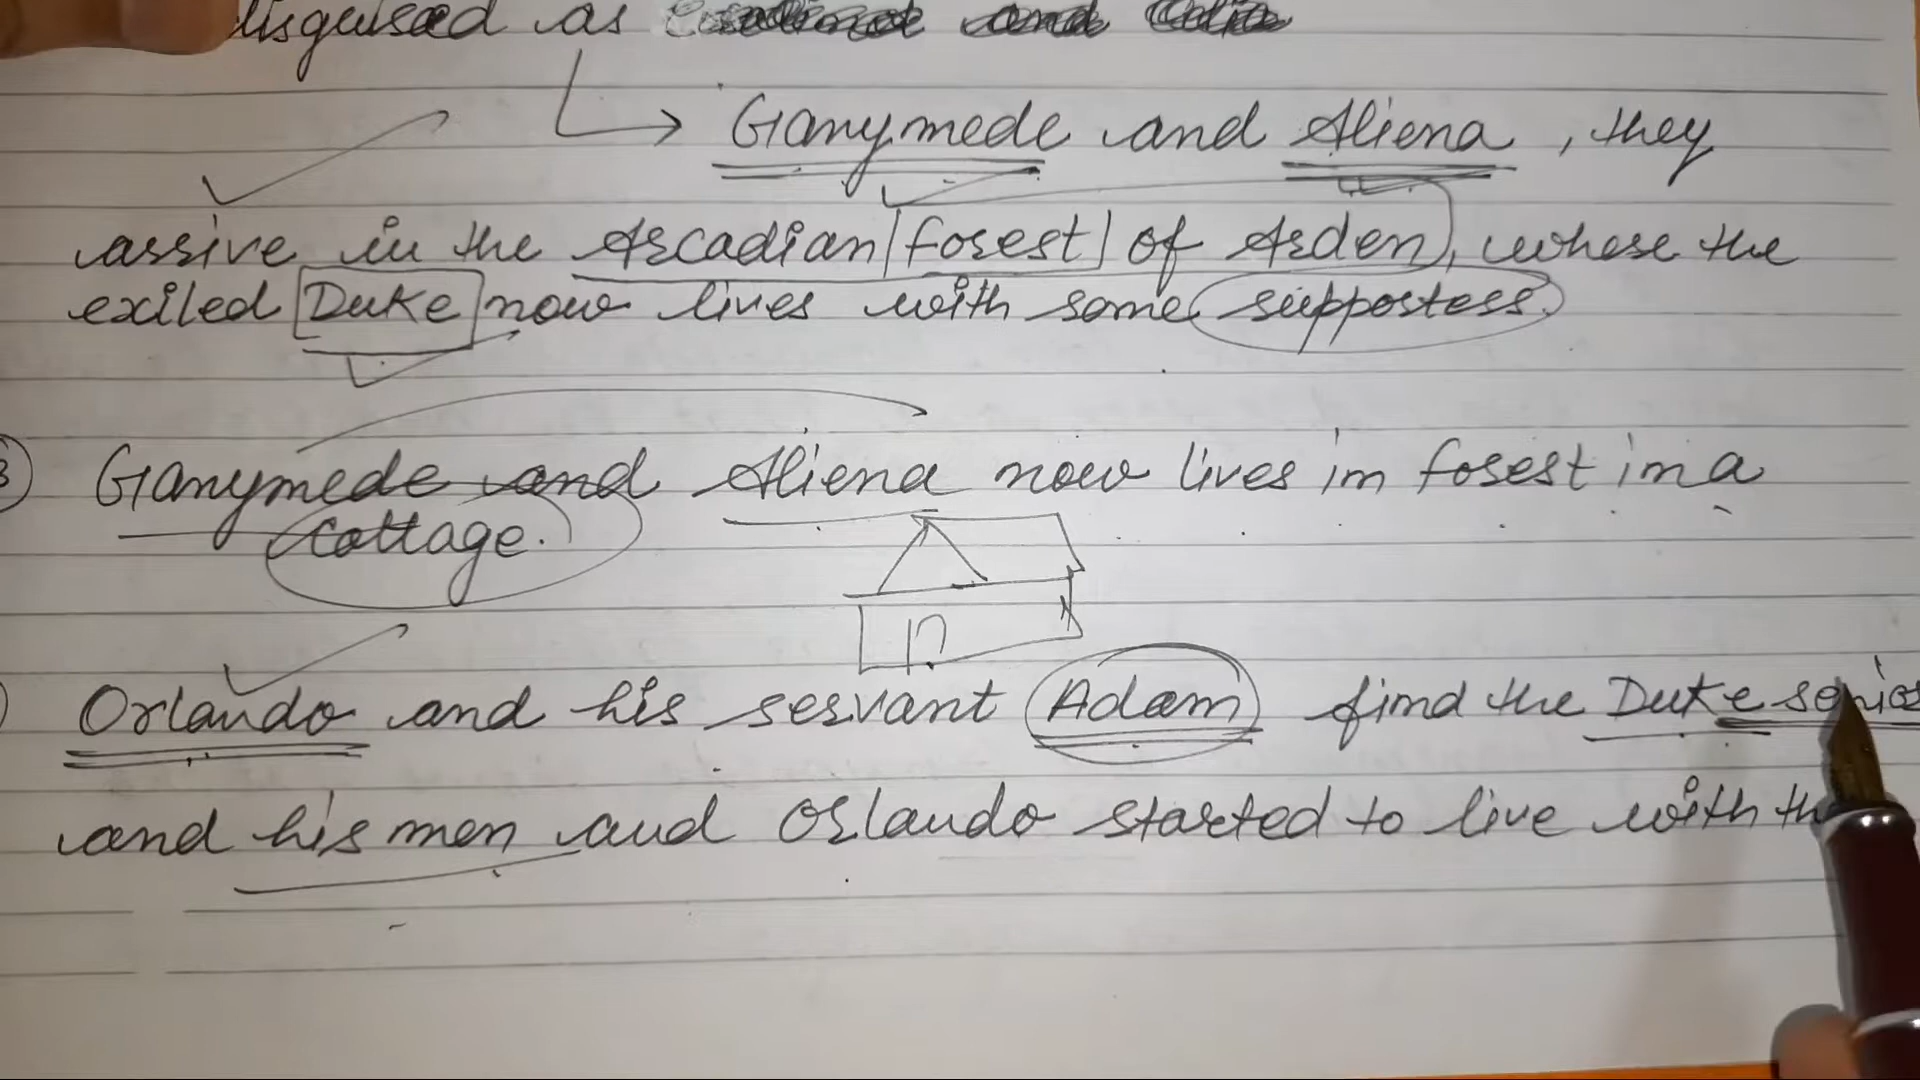 disguised as
Ganymede and Aliena, they
arrive in the Arcadian forest of Arden, where the
exiled Duke now lives with some supporters.
3 Ganymede and Aliena now lives in forest in a
cottage.
Orlando and his servant Adam find the Duke senior
and his men and Orlando started to live with th